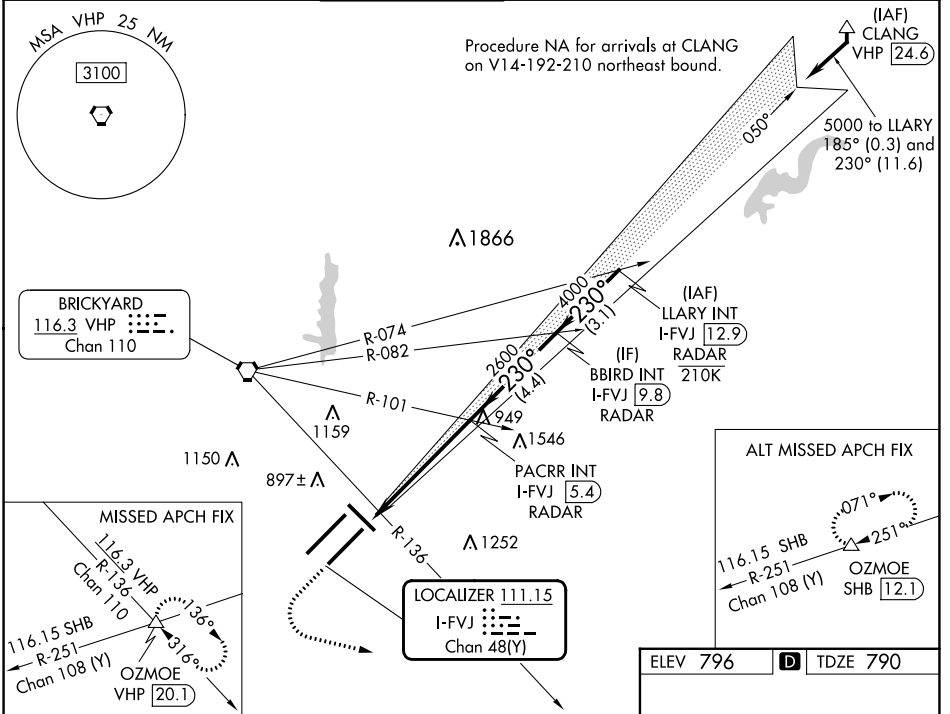 MSA VHP 25 NM
3100
Procedure NA for arrivals at CLANG
on V14-192-210 northeast bound.
(IAF)
CLANG
VHP 24.6
5000 to LLARY
185° (0.3) and
230° (11.6)
050°
1866
BRICKYARD
116.3 VHP
Chan 110
R-074
R-082
R-101
4000
230°
(3.1)
2600
230°
(4.4)
(IAF)
LLARY INT
I-FVJ 12.9
RADAR
210K
(IF)
BBIRD INT
I-FVJ 9.8
RADAR
949
1546
1159
1150
897±
PACRR INT
I-FVJ 5.4
RADAR
R-136
1252
LOCALIZER 111.15
I-FVJ
Chan 48(Y)
MISSED APCH FIX
116.3 VHP
R-136
Chan 110
116.15 SHB
R-251
Chan 108 (Y)
136°
316°
OZMOE
VHP 20.1
ALT MISSED APCH FIX
071°
251°
116.15 SHB
R-251
Chan 108 (Y)
OZMOE
SHB 12.1
ELEV 796 D TDZE 790